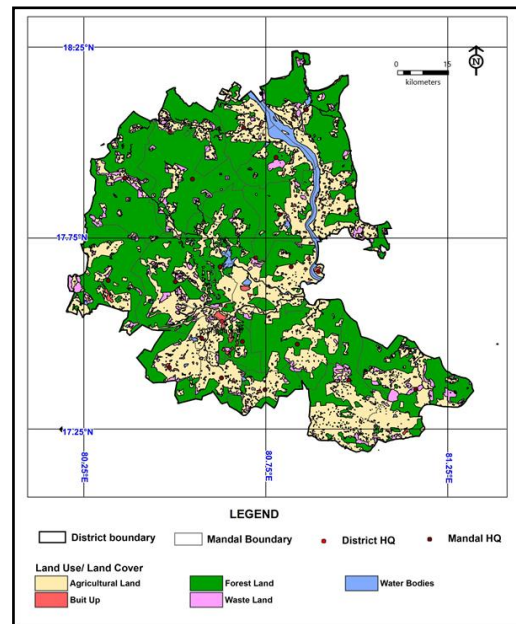 18.25°N
N
0 15
kilometers
17.75°N
17.25°N
80.25°E 80.75°E 81.25°E
LEGEND
District boundary Mandal Boundary District HQ Mandal HQ
Land Use/ Land Cover
Agricultural Land Forest Land Water Bodies
Buit Up Waste Land